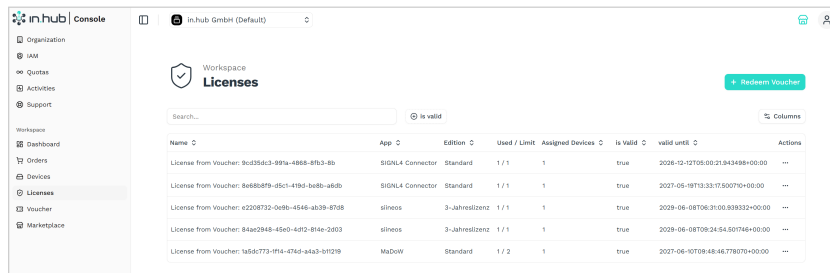 in.hub Console
in.hub GmbH (Default)
Organization
IAM
Quotas
Activities
Support
Workspace
Dashboard
Orders
Devices
Licenses
Voucher
Marketplace
Workspace
Licenses
+ Redeem Voucher
Search...
Is valid
Columns
Name App Edition Used / Limit Assigned Devices is Valid valid until Actions
License from Voucher: 9cd35dc3-991a-4868-8fb3-6b SIGNL4 Connector Standard 1 / 1 1 true 2026-12-12T05:00:21.943498+00:00 ...
License from Voucher: 8e68b8f9-d5c1-419d-be8b-a6db SIGNL4 Connector Standard 1 / 1 1 true 2027-05-19T13:33:17.500710+00:00 ...
License from Voucher: e2208732-0e9b-4546-ab39-87d8 siineos 3-Jahreslizenz 1 / 1 1 true 2029-06-08T06:31:00.939332+00:00 ...
License from Voucher: 84ae2948-45e0-4d12-814e-2d03 siineos 3-Jahreslizenz 1 / 1 1 true 2029-06-08T09:24:54.501746+00:00 ...
License from Voucher: 1a5dc773-1f14-474d-a4a3-b11219 MaDoW Standard 1 / 2 1 true 2027-06-10T09:48:46.778070+00:00 ...